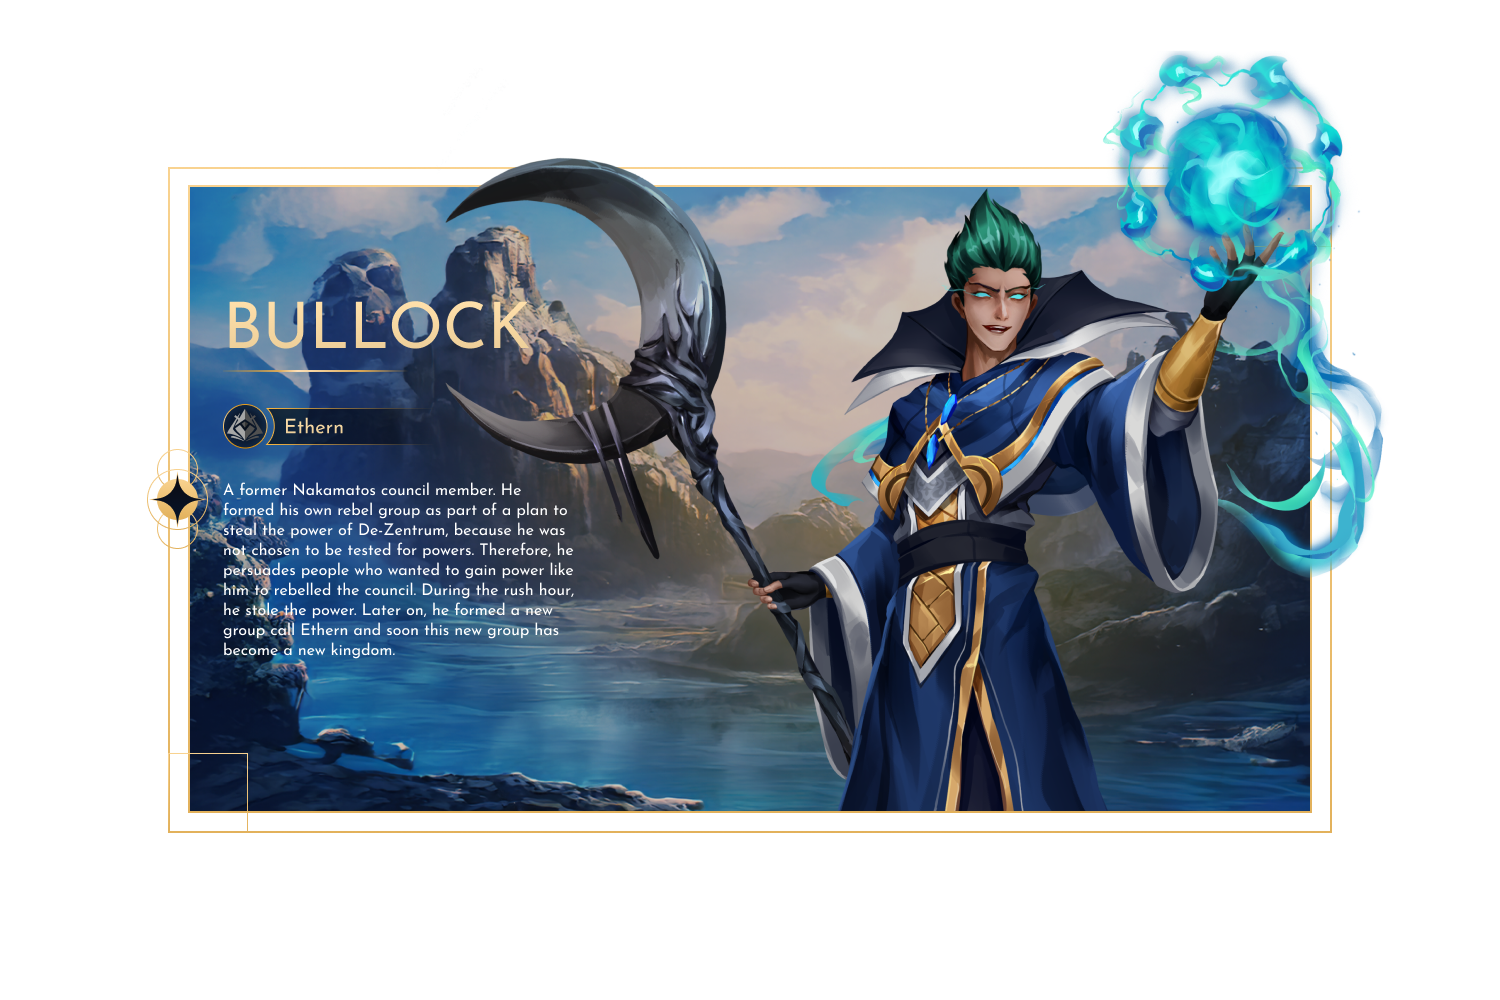 BULLOCK
Ethern
A former Nakamatos council member. He
formed his own rebel group as part of a plan to
steal the power of De-Zentrum, because he was
not chosen to be tested for powers. Therefore, he
persuades people who wanted to gain power like
him to rebelled the council. During the rush hour,
he stole the power. Later on, he formed a new
group call Ethern and soon this new group has
become a new kingdom.